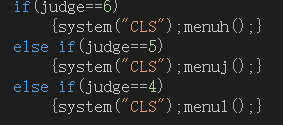 if(judge==6)
{system("CLS");menuh();}
else if(judge==5)
{system("CLS");menuj();}
else if(judge==4)
{system("CLS");menul();}